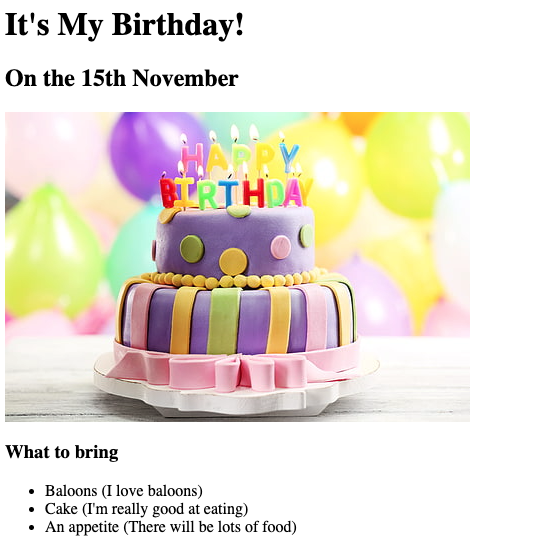 It's My Birthday!
On the 15th November
HAPPY
BIRTHDAY
What to bring
Baloons (I love baloons)
Cake (I'm really good at eating)
An appetite (There will be lots of food)